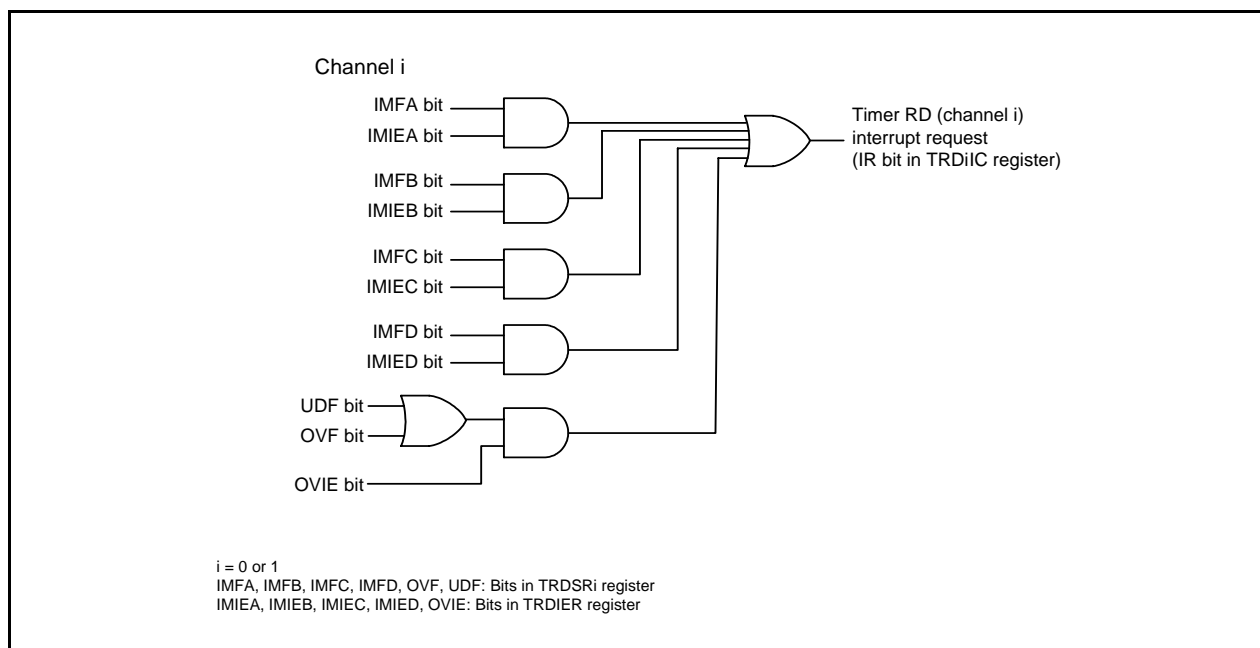 Channel i
IMFA bit
IMIEA bit
IMFB bit
IMIEB bit
IMFC bit
IMIEC bit
IMFD bit
IMIED bit
UDF bit
OVF bit
OVIE bit
Timer RD (channel i)
interrupt request
(IR bit in TRDiIC register)
i = 0 or 1
IMFA, IMFB, IMFC, IMFD, OVF, UDF: Bits in TRDSRi register
IMIEA, IMIEB, IMIEC, IMIED, OVIE: Bits in TRDIER register